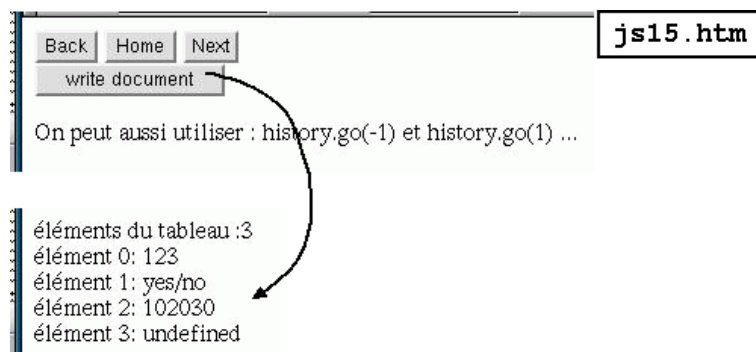 js15.htm
Back Home Next
write document
On peut aussi utiliser : history.go(-1) et history.go(1) ...
éléments du tableau :3
élément 0: 123
élément 1: yes/no
élément 2: 102030
élément 3: undefined